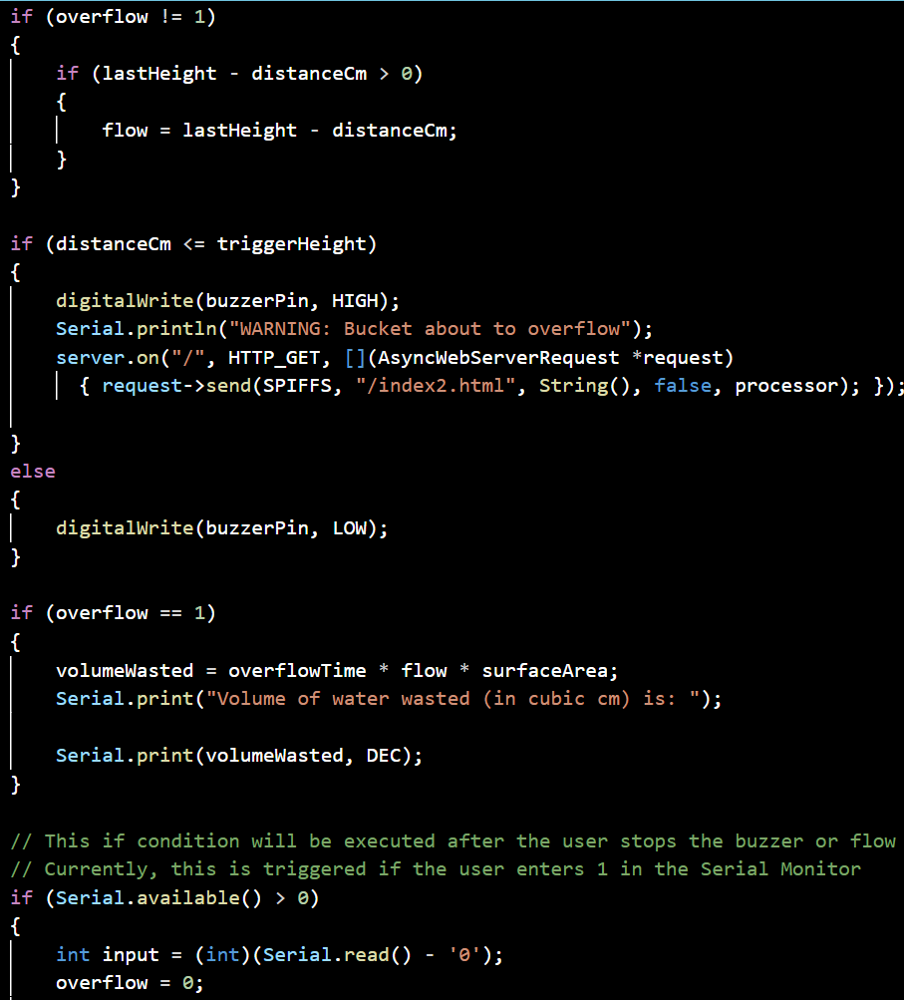 if (overflow != 1)
{
    if (lastHeight - distanceCm > 0)
    {
        flow = lastHeight - distanceCm;
    }
}

if (distanceCm <= triggerHeight)
{
    digitalWrite(buzzerPin, HIGH);
    Serial.println("WARNING: Bucket about to overflow");
    server.on("/", HTTP_GET, [](AsyncWebServerRequest *request)
      { request->send(SPIFFS, "/index2.html", String(), false, processor); });

}
else
{
    digitalWrite(buzzerPin, LOW);
}

if (overflow == 1)
{
    volumeWasted = overflowTime * flow * surfaceArea;
    Serial.print("Volume of water wasted (in cubic cm) is: ");

    Serial.print(volumeWasted, DEC);
}

// This if condition will be executed after the user stops the buzzer or flow
// Currently, this is triggered if the user enters 1 in the Serial Monitor
if (Serial.available() > 0)
{
    int input = (int)(Serial.read() - '0');
    overflow = 0;